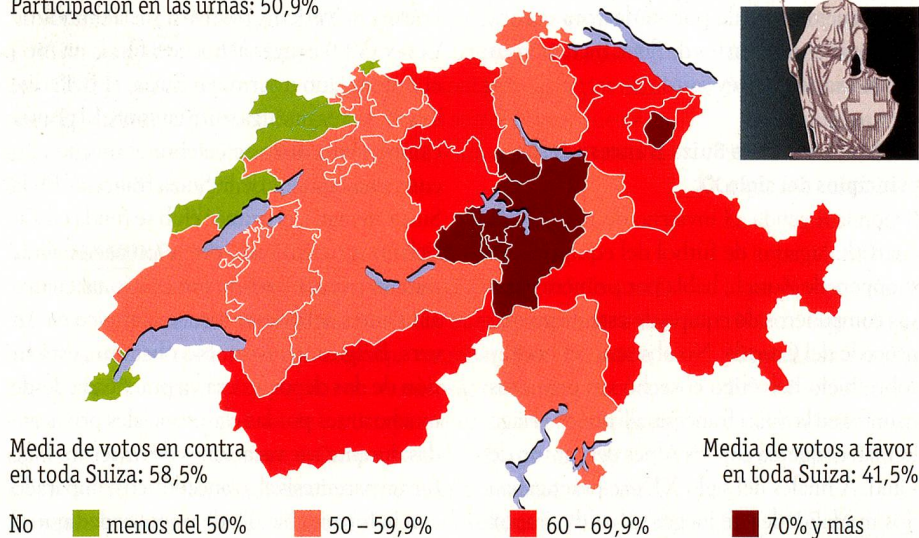 Participación en las urnas: 50,9%
Media de votos en contra
en toda Suiza: 58,5%
Media de votos a favor
en toda Suiza: 41,5%
No
menos del 50%
50 – 59,9%
60 – 69,9%
70% y más